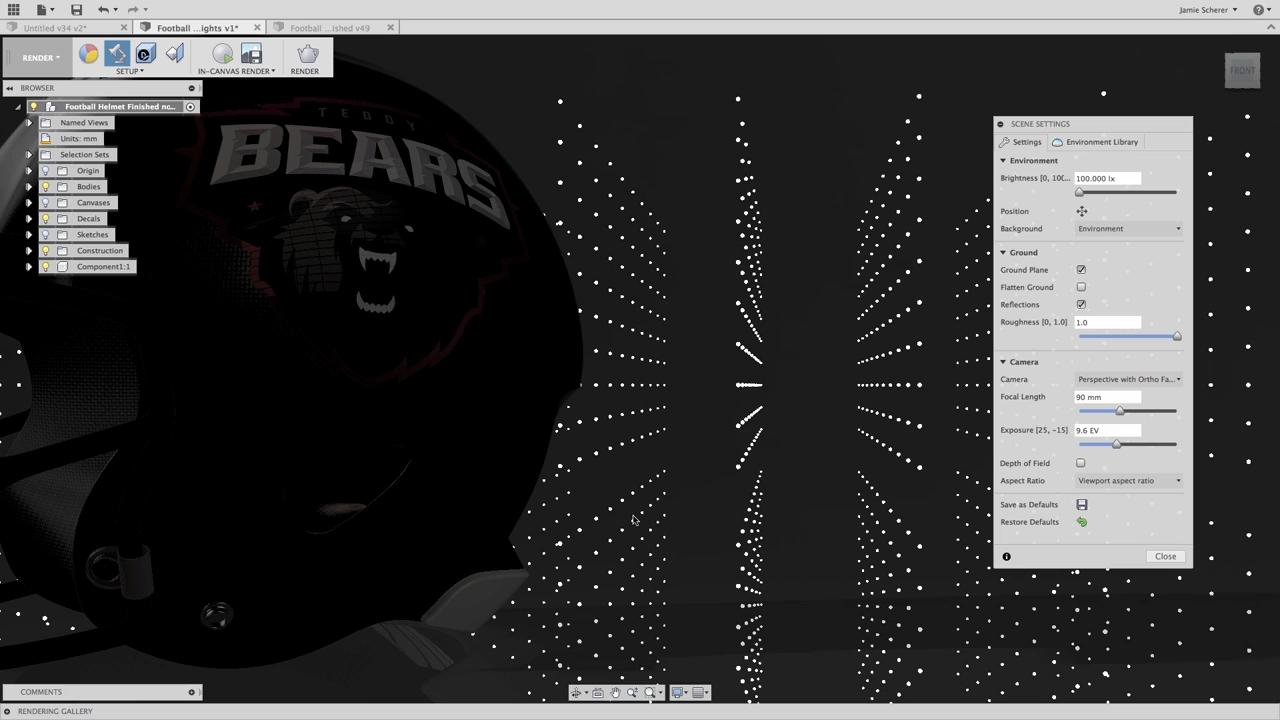 Jamie Scherer
Untitled v34 v2*
Football ...ights v1*
Football ...ished v49
RENDER
SETUP
IN-CANVAS RENDER
RENDER
FRONT
BROWSER
Football Helmet Finished nc...
Named Views
Units: mm
Selection Sets
Origin
Bodies
Canvases
Decals
Sketches
Construction
Component1:1
TEDDY
BEARS
SCENE SETTINGS
Settings
Environment Library
Environment
Brightness [0, 100... 100.000 lx
Position
Background Environment
Ground
Ground Plane
Flatten Ground
Reflections
Roughness [0, 1.0] 1.0
Camera
Camera Perspective with Ortho Fa...
Focal Length 90 mm
Exposure [25, -15] 9.6 EV
Depth of Field
Aspect Ratio Viewport aspect ratio
Save as Defaults
Restore Defaults
Close
COMMENTS
RENDERING GALLERY